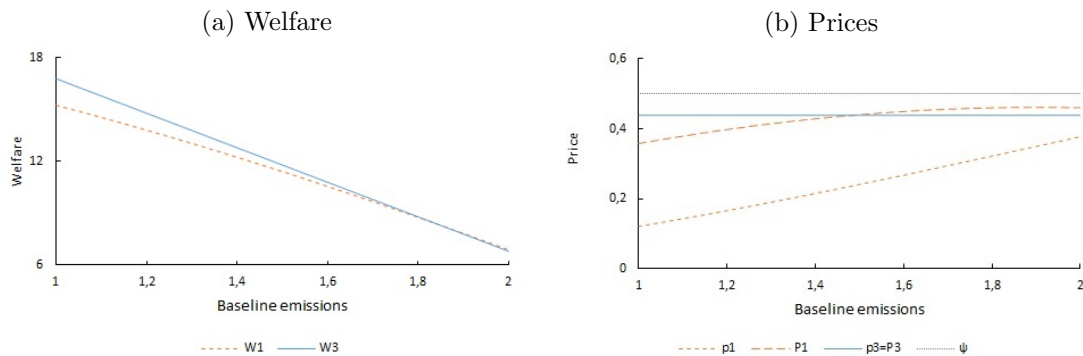 (a) Welfare
18
12
6
Welfare
1
1,2
1,4
1,6
1,8
2
Baseline emissions
W1 W3
(b) Prices
0,6
0,4
0,2
0
Price
1
1,2
1,4
1,6
1,8
2
Baseline emissions
p1 P1 p3=P3 ψ